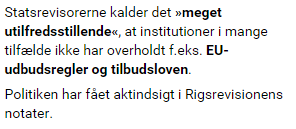 Statsrevisorerne kalder det »meget
utilfredsstillende«, at institutioner i mange
tilfælde ikke har overholdt f.eks. EU-
udbudsregler og tilbudsloven.
Politiken har fået aktindsigt i Rigsrevisionens
notater.